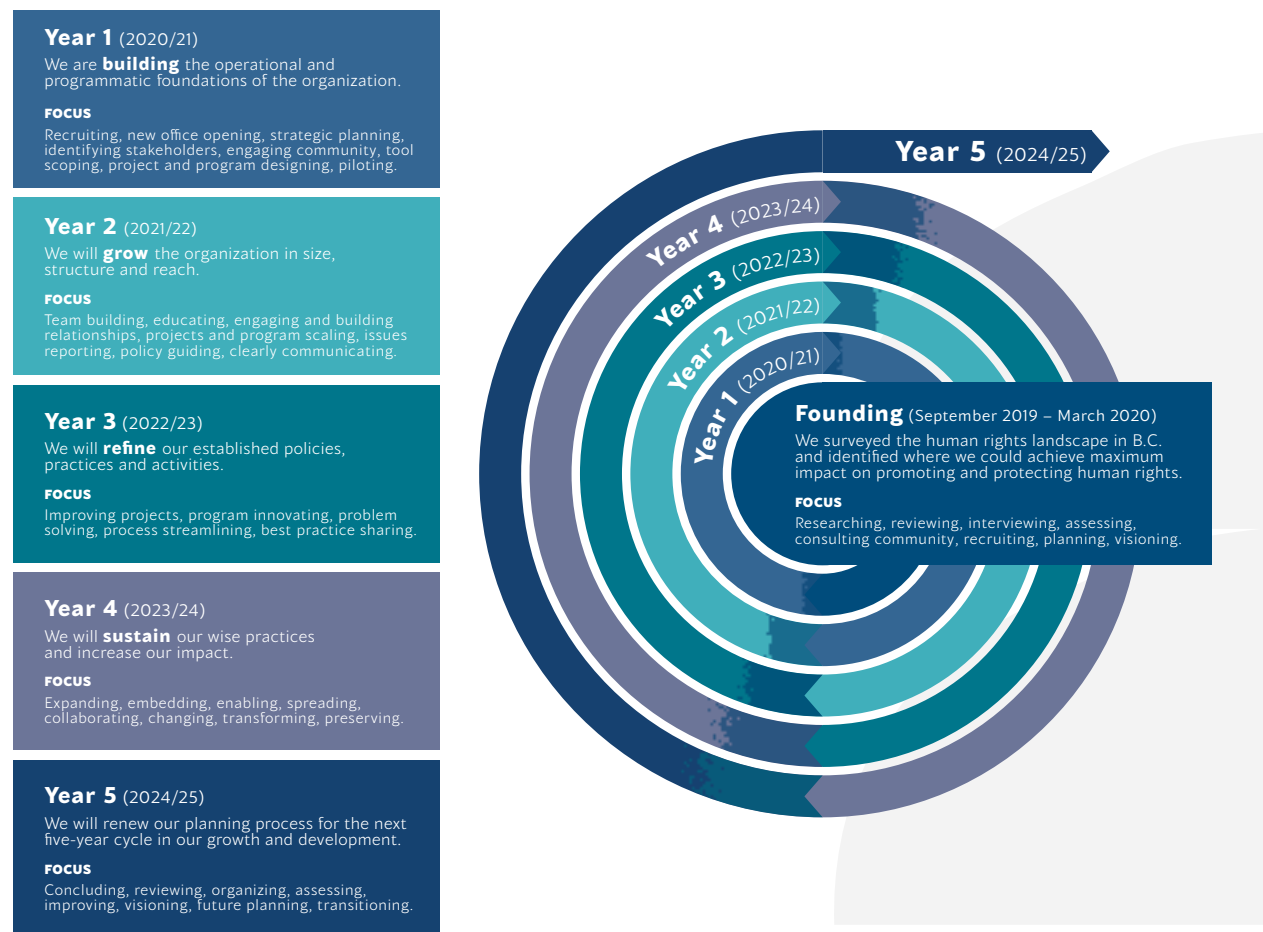 Year 1 (2020/21)
We are building the operational and
programmatic foundations of the organization.
FOCUS
Recruiting, new office opening, strategic planning,
identifying stakeholders, engaging community, tool
scoping, project and program designing, piloting.
Year 2 (2021/22)
We will grow the organization in size,
structure and reach.
FOCUS
Team building, educating, engaging and building
relationships, projects and program scaling, issues
reporting, policy guiding, clearly communicating.
Year 3 (2022/23)
We will refine our established policies,
practices and activities.
FOCUS
Improving projects, program innovating, problem
solving, process streamlining, best practice sharing.
Year 4 (2023/24)
We will sustain our wise practices
and increase our impact.
FOCUS
Expanding, embedding, enabling, spreading,
collaborating, changing, transforming, preserving.
Year 5 (2024/25)
We will renew our planning process for the next
five-year cycle in our growth and development.
FOCUS
Concluding, reviewing, organizing, assessing,
improving, visioning, future planning, transitioning.
Year 5 (2024/25)
Year 4 (2023/24)
Year 3 (2022/23)
Year 2 (2021/22)
Year 1 (2020/21)
Founding (September 2019 – March 2020)
We surveyed the human rights landscape in B.C.
and identified where we could achieve maximum
impact on promoting and protecting human rights.
FOCUS
Researching, reviewing, interviewing, assessing,
consulting community, recruiting, planning, visioning.